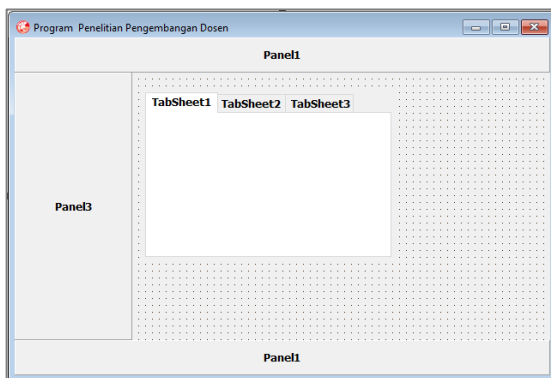 Program Penelitian Pengembangan Dosen
Panel1
TabSheet1 TabSheet2 TabSheet3
Panel3
Panel1